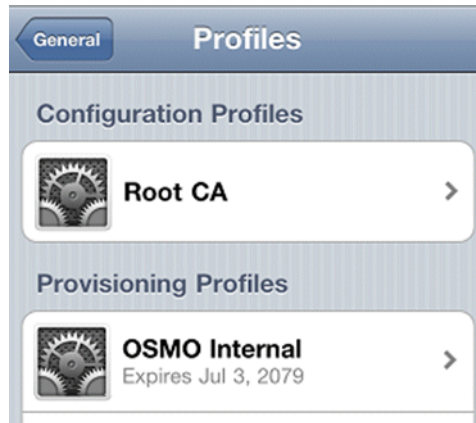 General
Profiles
Configuration Profiles
Root CA
Provisioning Profiles
OSMO Internal
Expires Jul 3, 2079